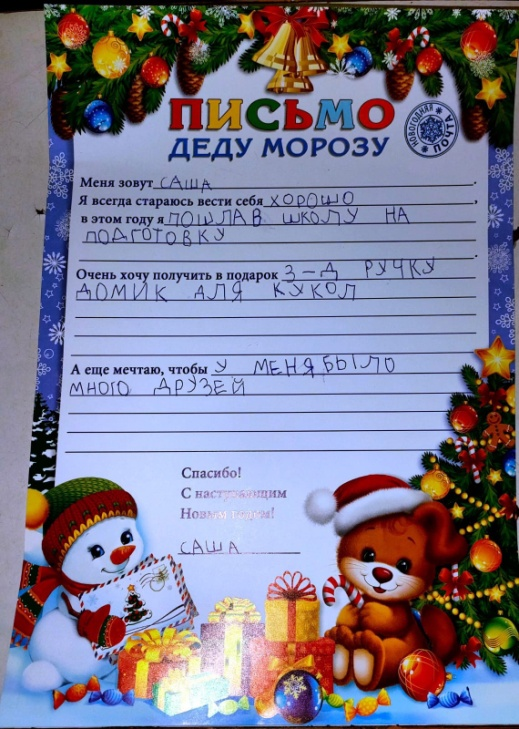 ПИСЬМО
ДЕДУ МОРОЗУ
НОВОГОДНЯЯ ПОЧТА
Меня зовут САША.
Я всегда стараюсь вести себя ХОРОШО,
в этом году я ПОШЛА В ШКОЛУ НА
ПОДГОТОВКУ.
Очень хочу получить в подарок 3-Д РУЧКУ
ДОМИК ДЛЯ КУКОЛ
А еще мечтаю, чтобы У МЕНЯ БЫЛО
МНОГО ДРУЗЕЙ
Спасибо!
С наступающим
Новым годом!
САША